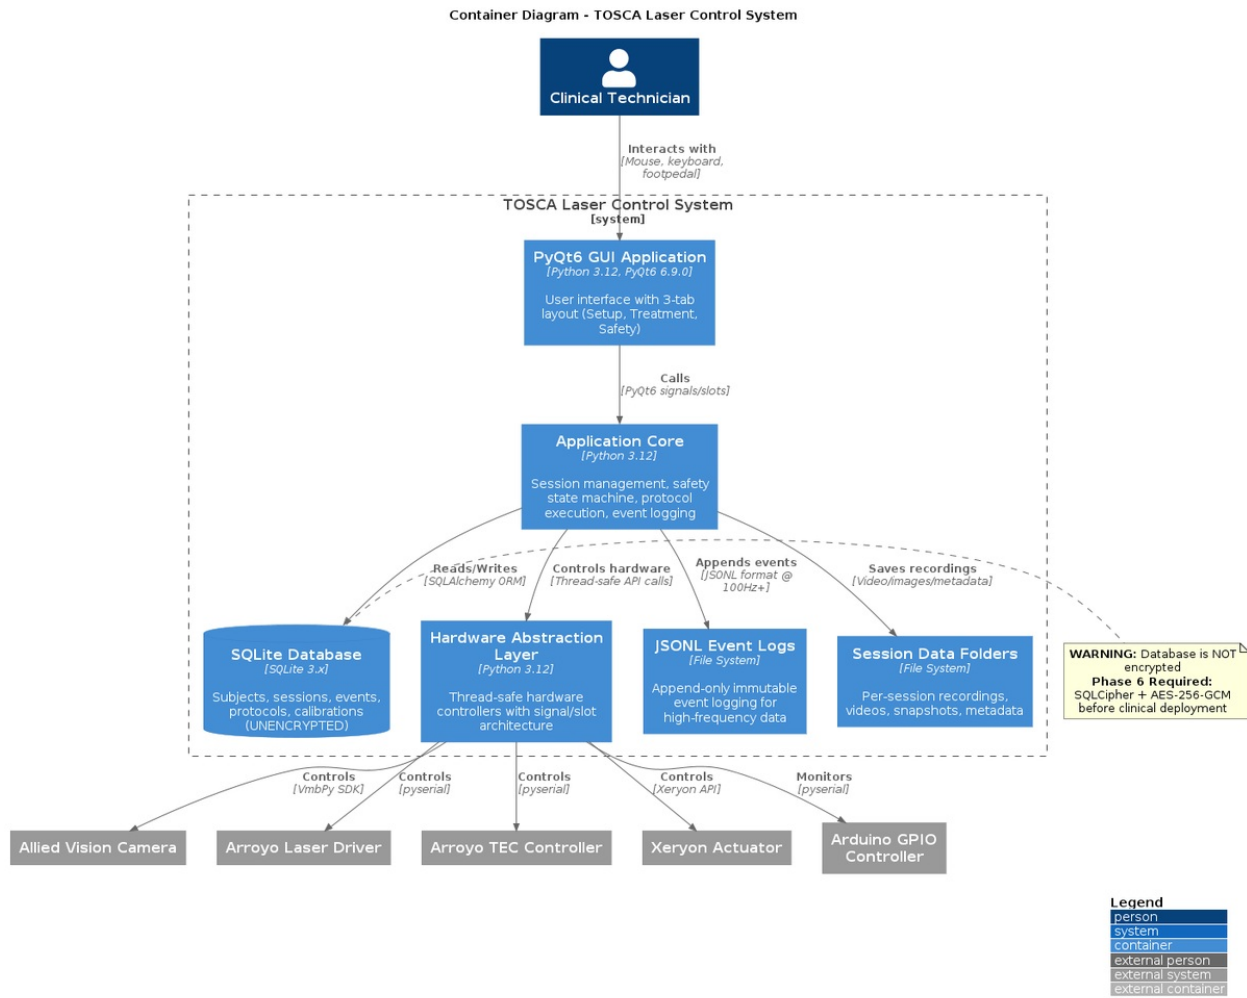 Container Diagram - TOSCA Laser Control System
Clinical Technician
Interacts with
[Mouse, keyboard,
footpedal]
TOSCA Laser Control System
[system]
PyQt6 GUI Application
[Python 3.12, PyQt6 6.9.0]
User interface with 3-tab
layout (Setup, Treatment,
Safety)
Calls
[PyQt6 signals/slots]
Application Core
[Python 3.12]
Session management, safety
state machine, protocol
execution, event logging
Reads/Writes
[SQLAlchemy ORM]
Controls hardware
[Thread-safe API calls]
Appends events
[JSONL format @
100Hz+]
Saves recordings
[Video/images/metadata]
SQLite Database
[SQLite 3.x]
Subjects, sessions, events,
protocols, calibrations
(UNENCRYPTED)
Hardware Abstraction
Layer
[Python 3.12]
Thread-safe hardware
controllers with signal/slot
architecture
JSONL Event Logs
[File System]
Append-only immutable
event logging for
high-frequency data
Session Data Folders
[File System]
Per-session recordings,
videos, snapshots, metadata
WARNING: Database is NOT
encrypted
Phase 6 Required:
SQLCipher + AES-256-GCM
before clinical deployment
Controls
[VmbPy SDK]
Controls
[pyserial]
Controls
[pyserial]
Controls
[Xeryon API]
Monitors
[pyserial]
Allied Vision Camera
Arroyo Laser Driver
Arroyo TEC Controller
Xeryon Actuator
Arduino GPIO
Controller
Legend
person
system
container
external person
external system
external container